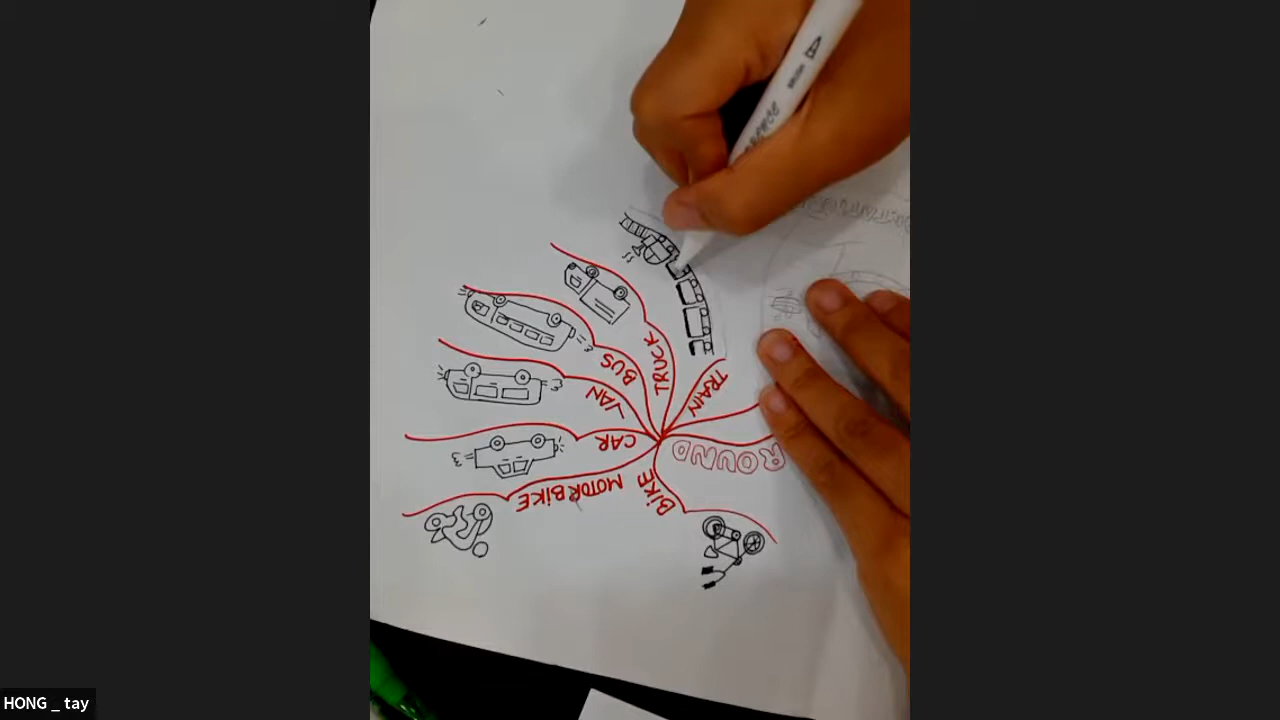 TRAIN
TRUCK
BUS
VAN
CAR
MOTORBIKE
BIKE
ROUND
HONG _ tay